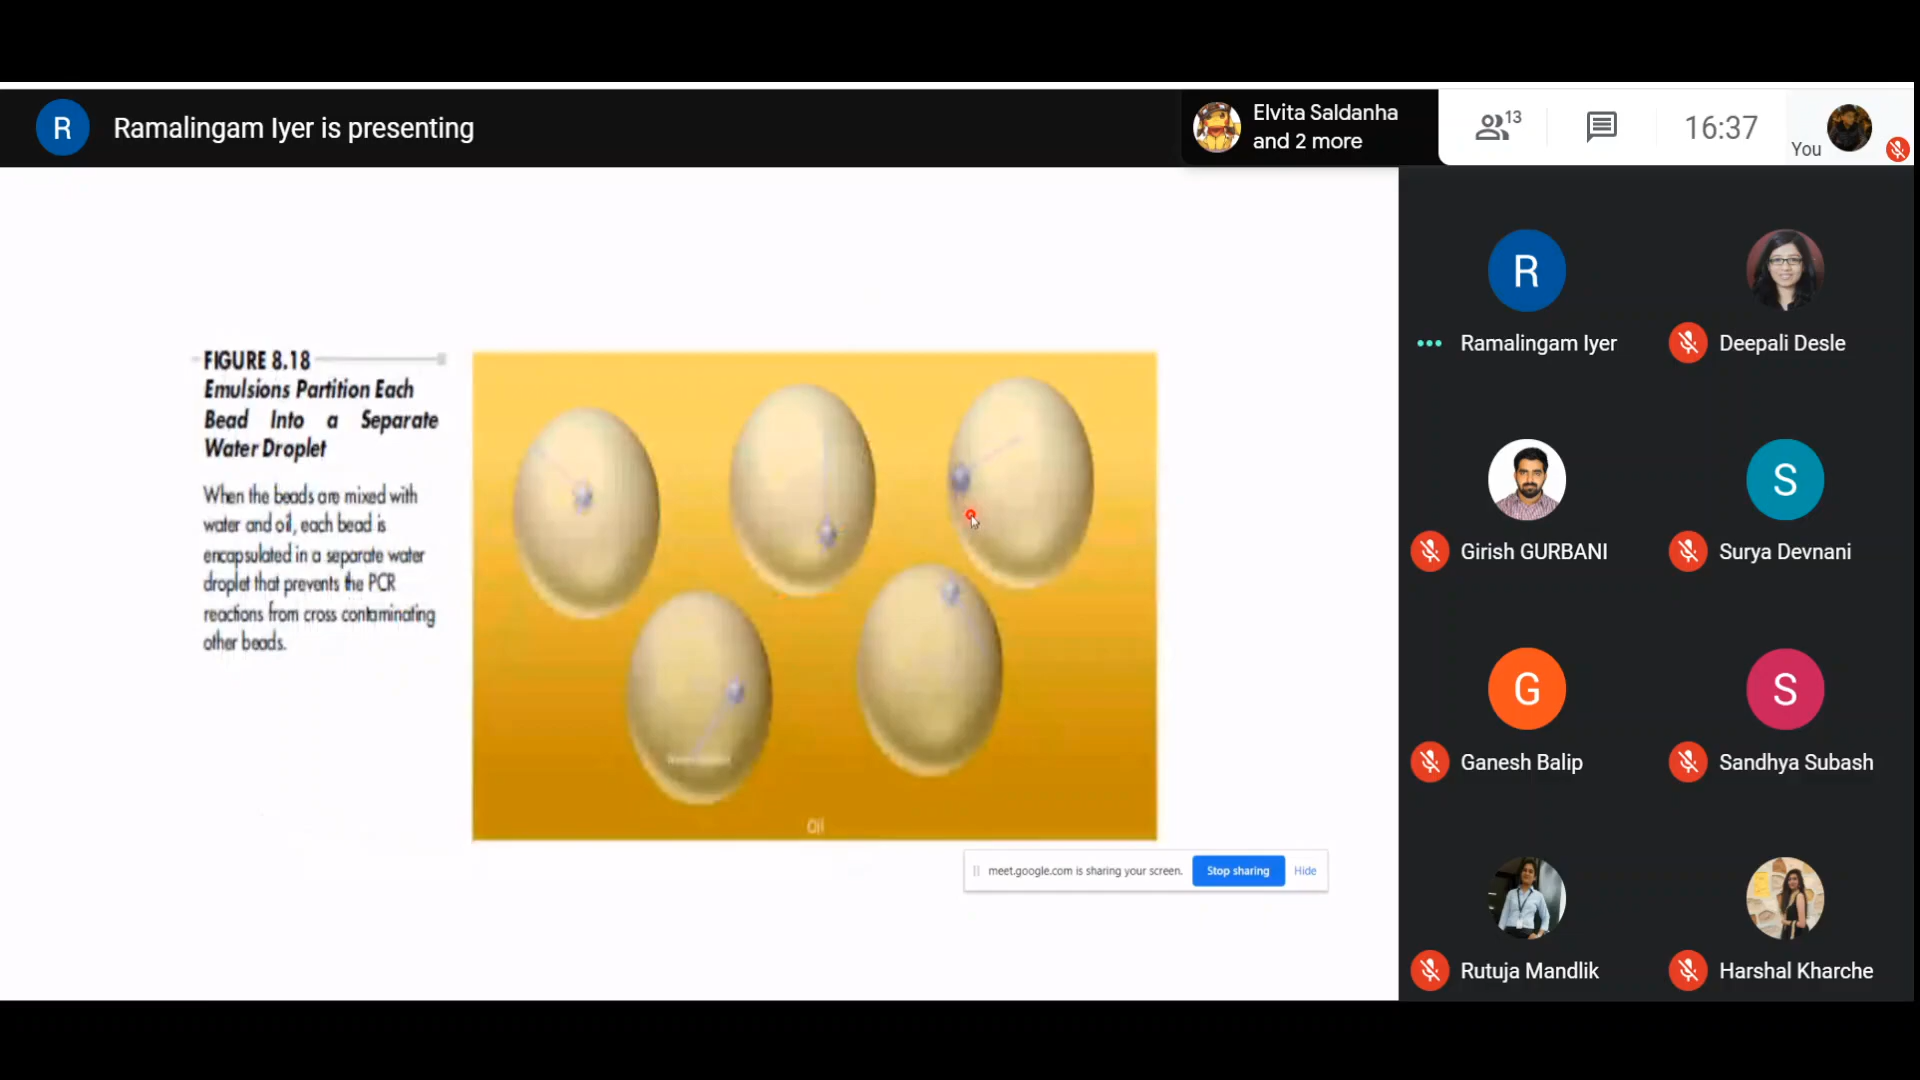 R
Ramalingam Iyer is presenting
Elvita Saldanha
and 2 more
13
16:37
You
FIGURE 8.18
Emulsions Partition Each
Bead Into a Separate
Water Droplet
When the beads are mixed with
water and oil, each bead is
encapsulated in a separate water
droplet that prevents the PCR
reactions from cross contaminating
other beads.
Oil
meet.google.com is sharing your screen.
Stop sharing
Hide
R
Ramalingam Iyer
Deepali Desle
Girish GURBANI
S
Surya Devnani
G
Ganesh Balip
S
Sandhya Subash
Rutuja Mandlik
Harshal Kharche